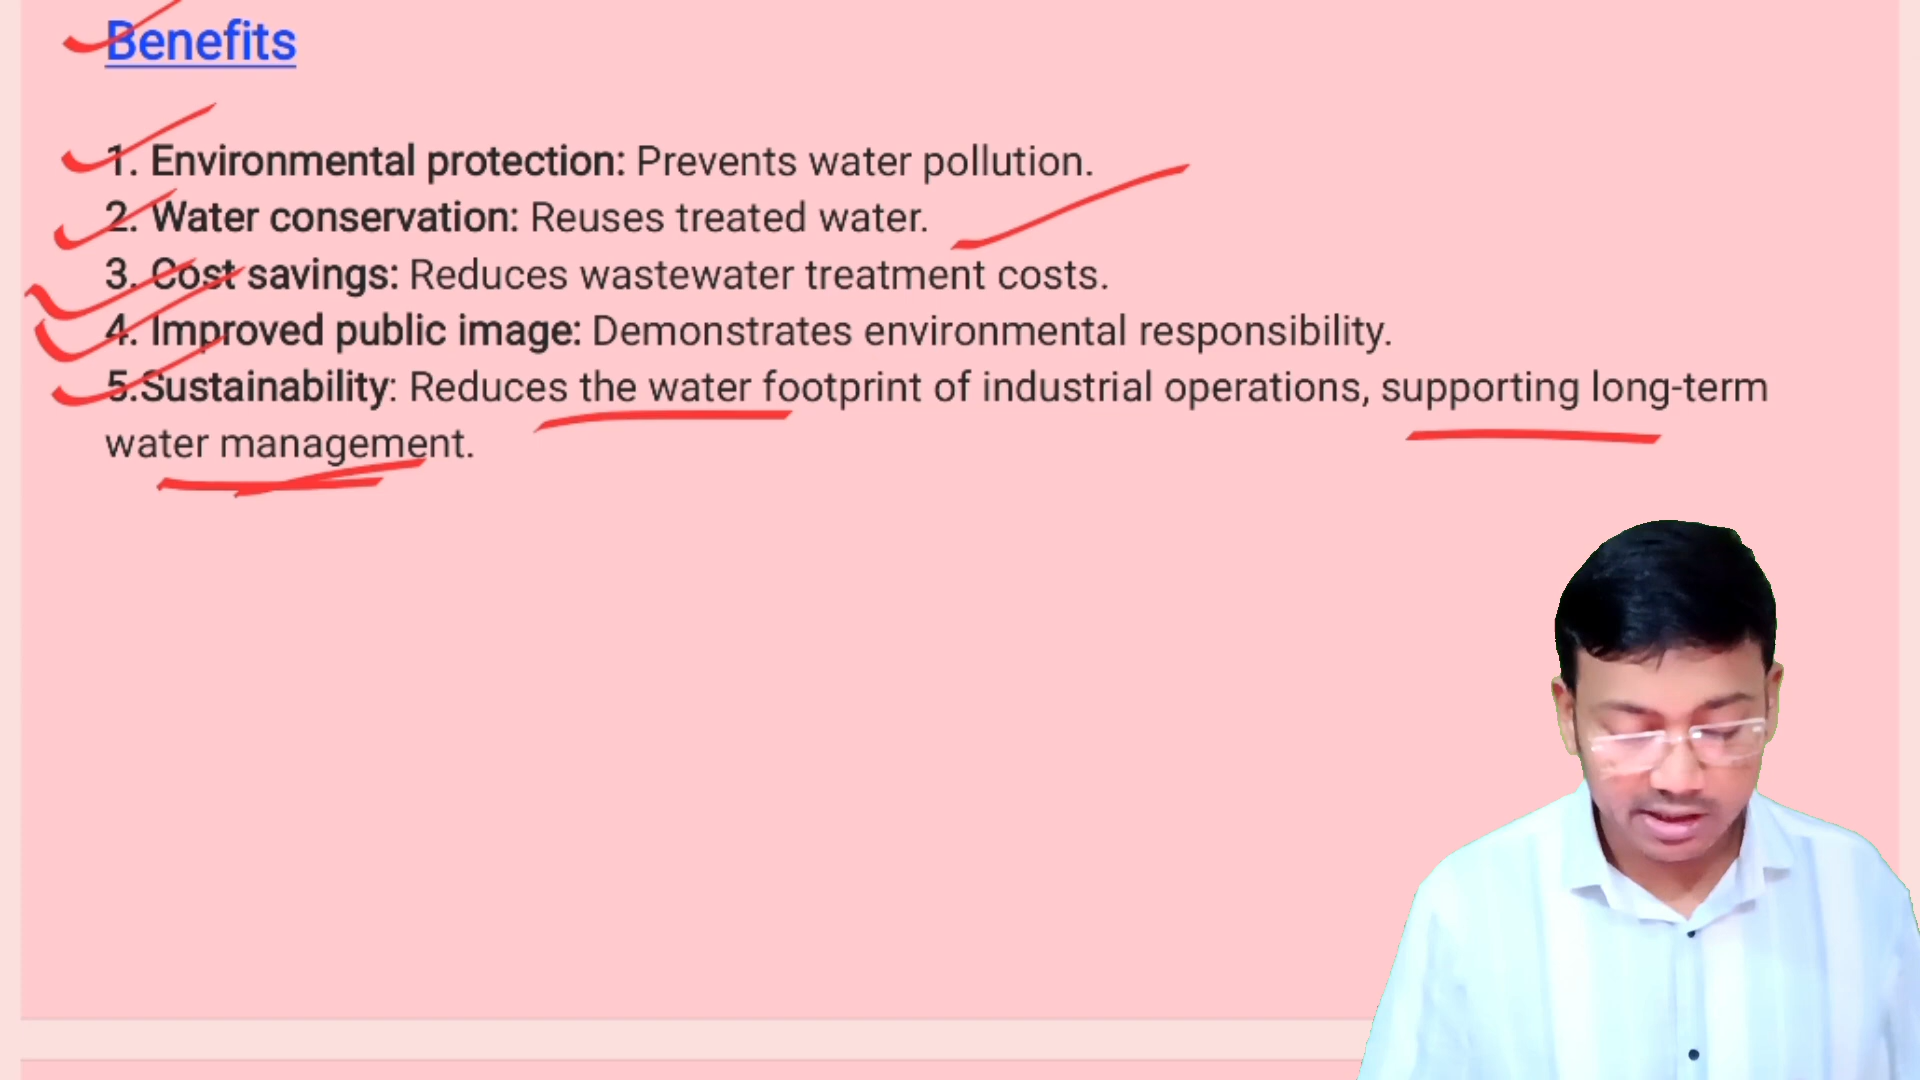 Benefits
1. Environmental protection: Prevents water pollution.
2. Water conservation: Reuses treated water.
3. Cost savings: Reduces wastewater treatment costs.
4. Improved public image: Demonstrates environmental responsibility.
5.Sustainability: Reduces the water footprint of industrial operations, supporting long-term
water management.